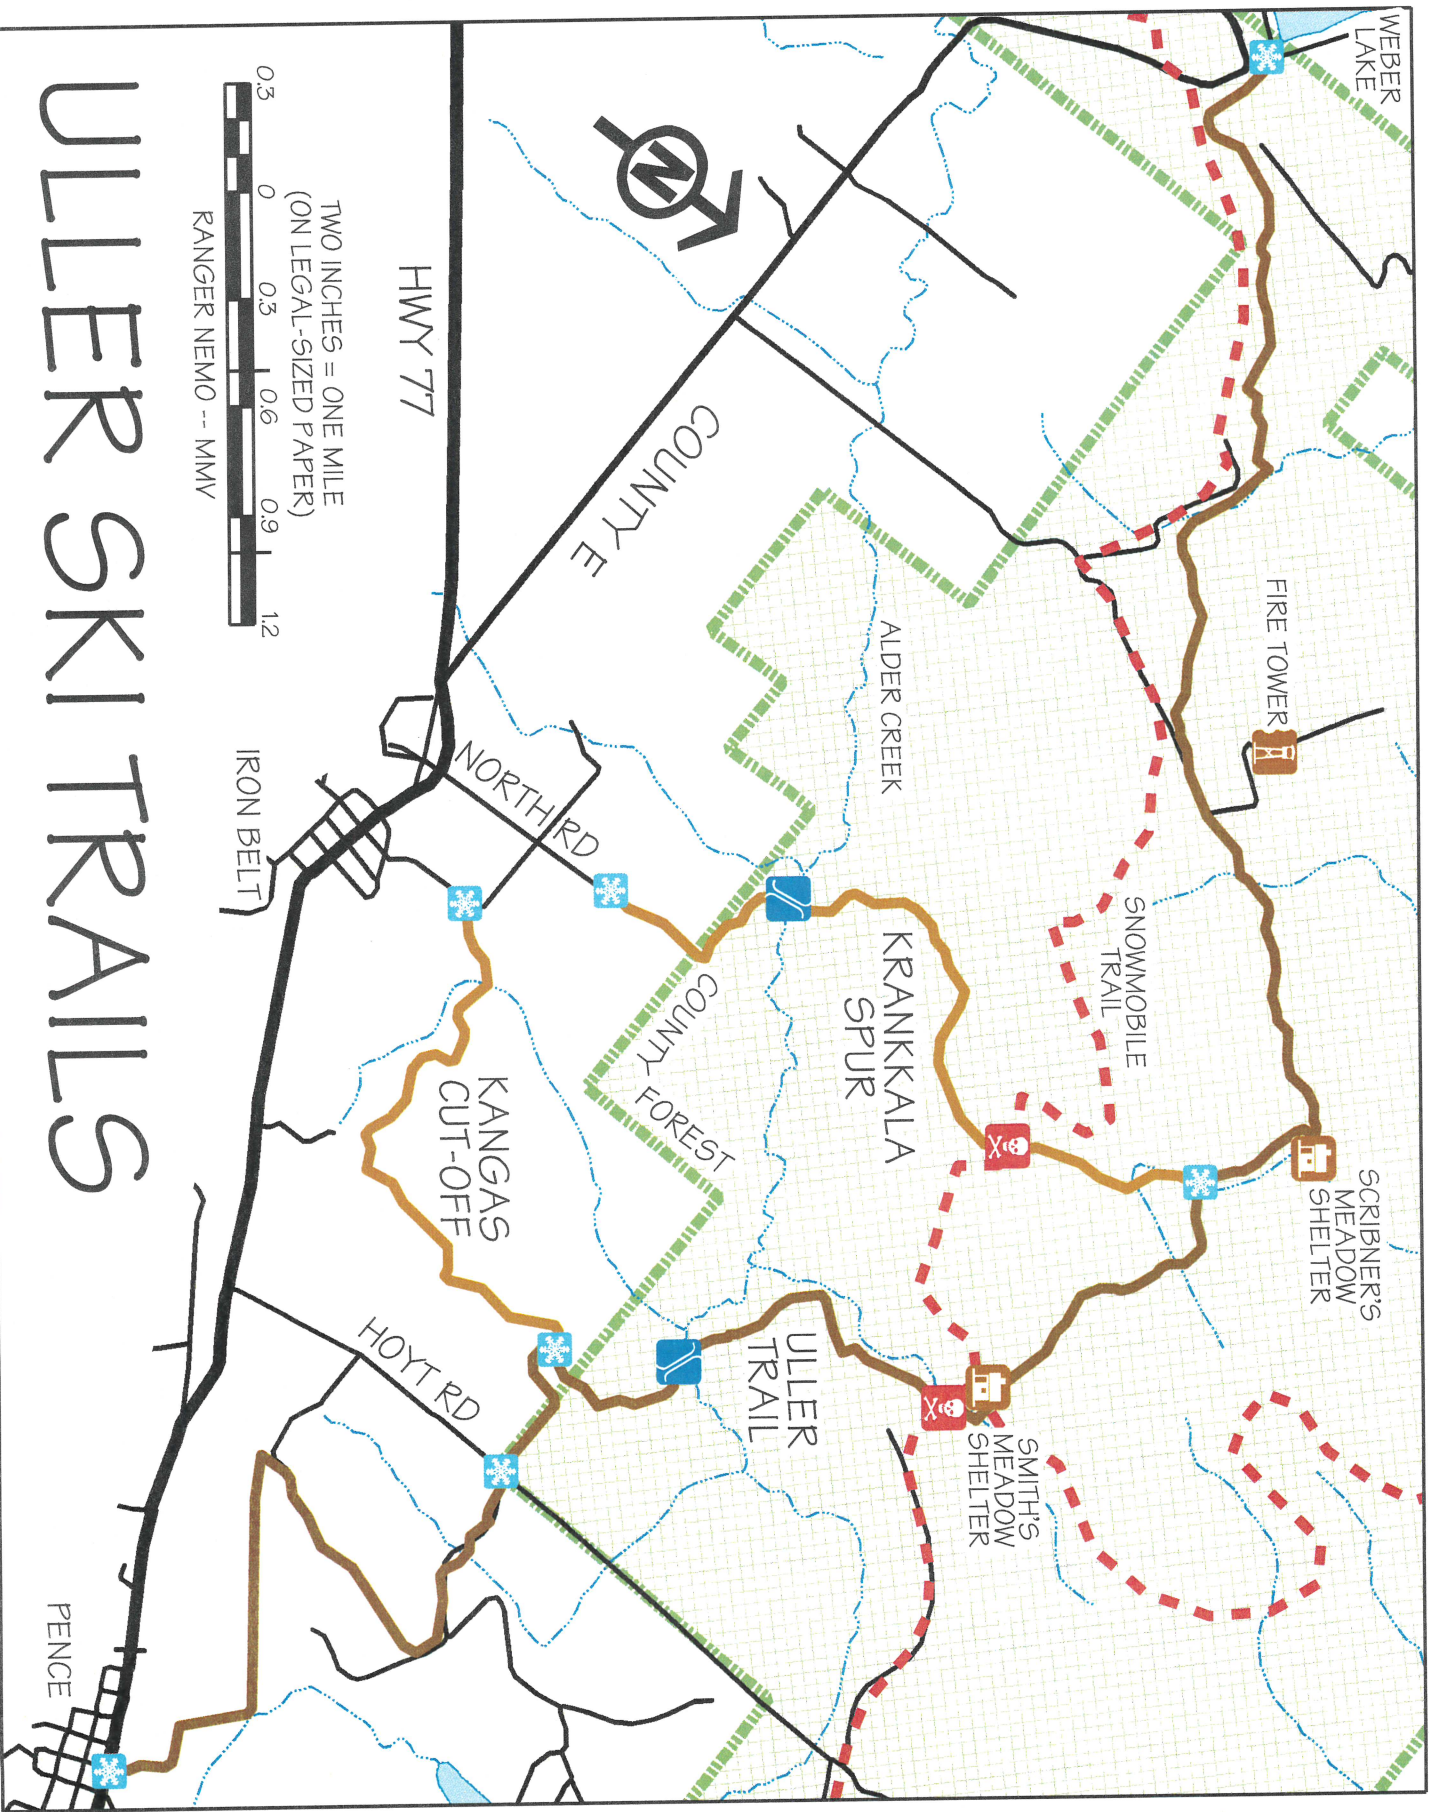 WEBER
LAKE
FIRE TOWER
SCRIBNER'S
MEADOW
SHELTER
SNOWMOBILE
TRAIL
ALDER CREEK
KRANKKALA
SPUR
SMITH'S
MEADOW
SHELTER
ULLER
TRAIL
COUNTY E
COUNTY FOREST
N
NORTH RD
KANGAS
CUT-OFF
HOYT RD
HWY 77
IRON BELT
PENCE
TWO INCHES = ONE MILE
(ON LEGAL-SIZED PAPER)
0.3 0 0.3 0.6 0.9 1.2
RANGER NEMO -- MMV
ULLER SKI TRAILS